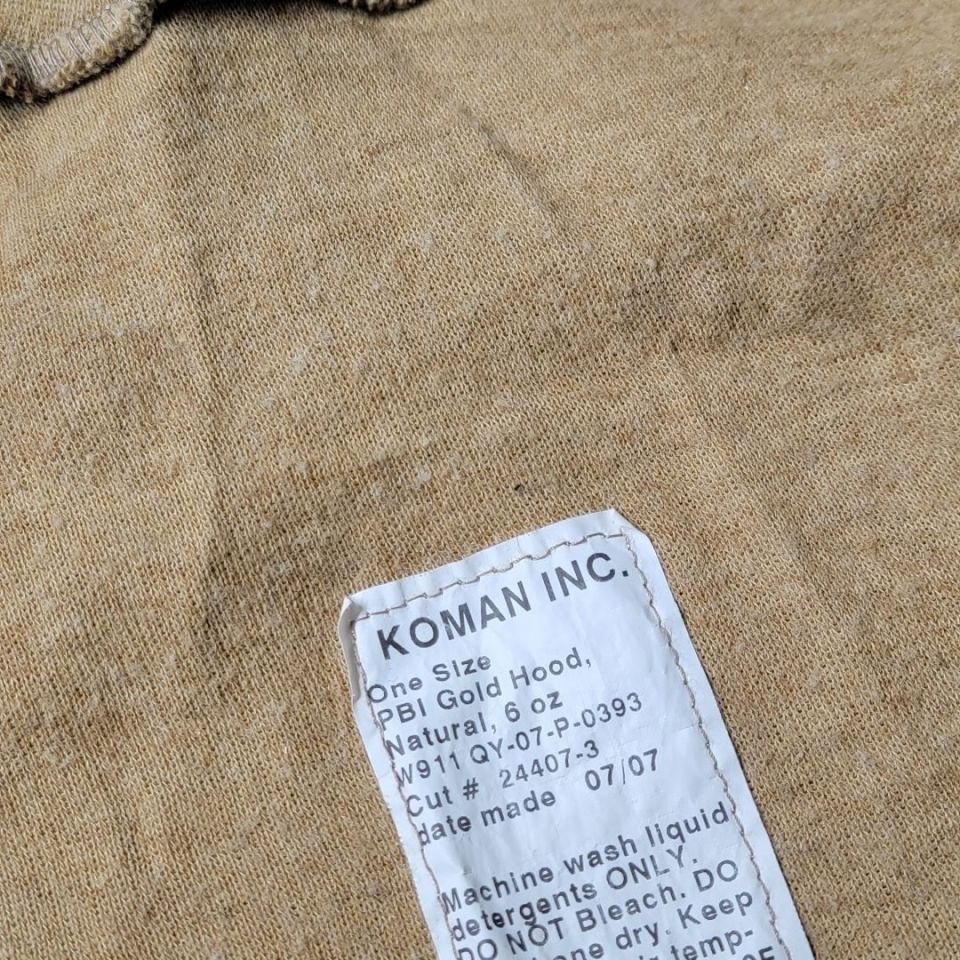 KOMAN INC.
One Size
PBI Gold Hood,
Natural, 6 oz
W911 QY-07-P-0393
Cut # 24407-3
date made 07/07
Machine wash liquid
detergents ONLY.
DO NOT Bleach. DO
dry. Keep
temp-